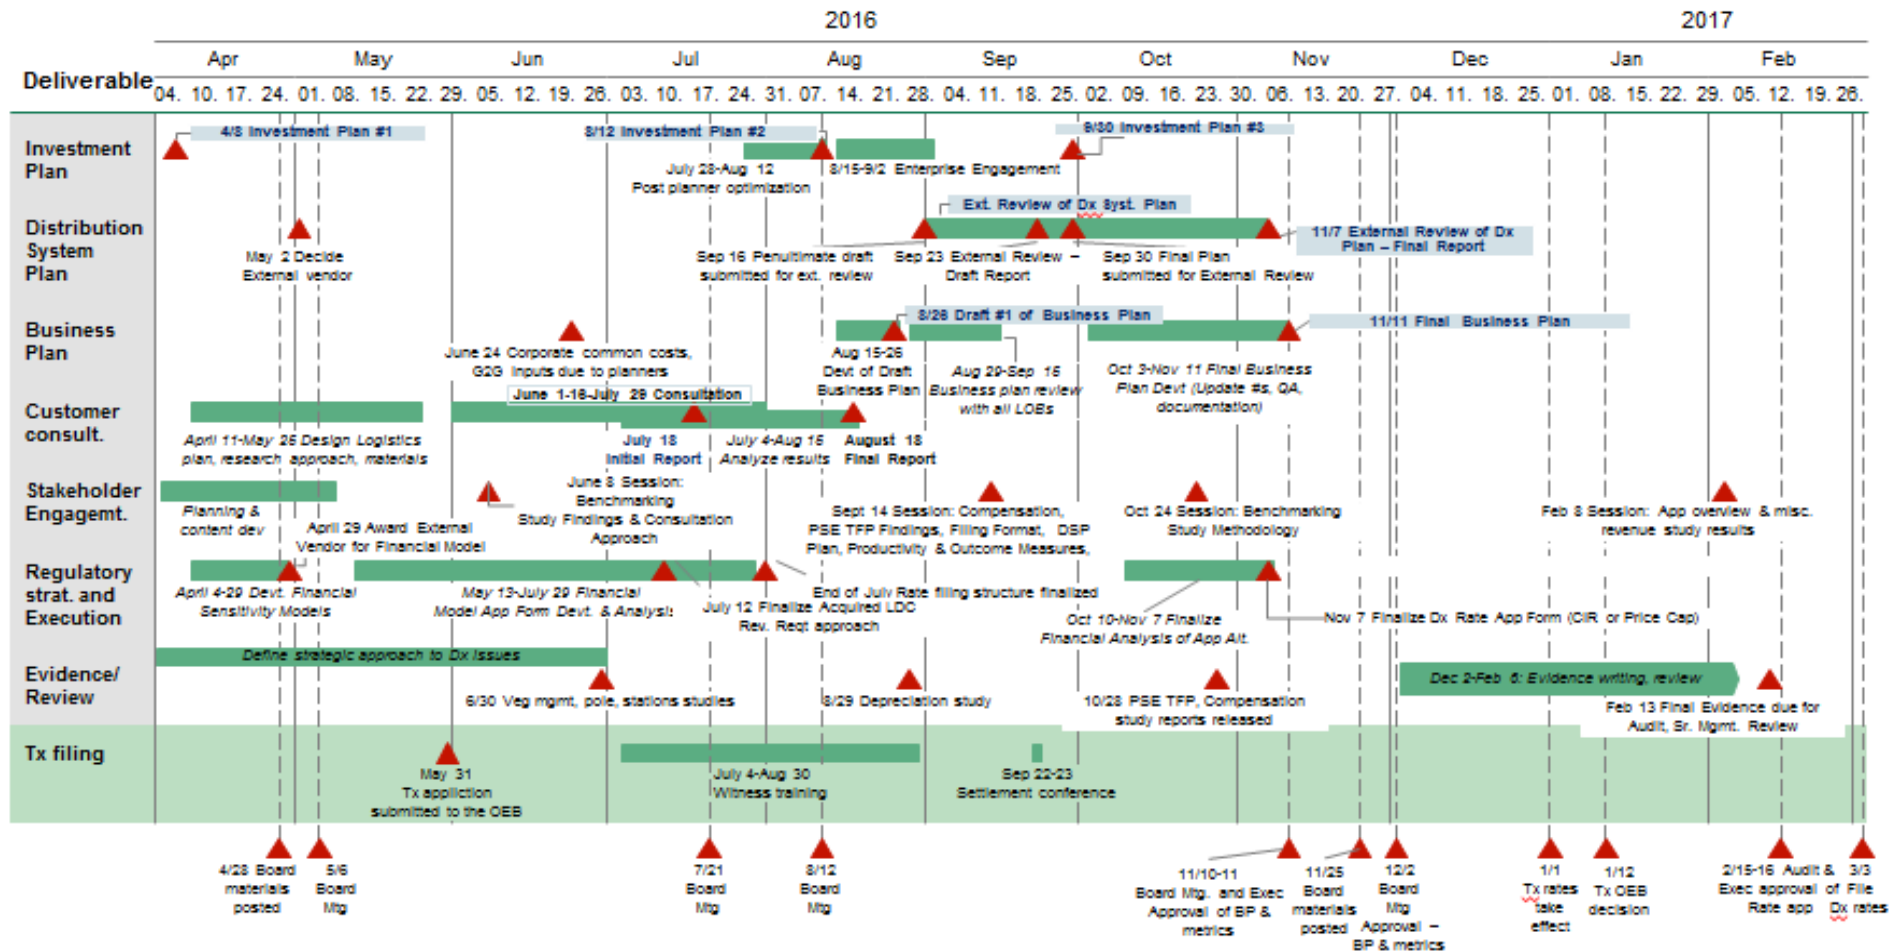 2016 2017
Apr May Jun Jul Aug Sep Oct Nov Dec Jan Feb
Deliverable
04. 10. 17. 24. 01. 08. 15. 22. 29. 05. 12. 19. 26. 03. 10. 17. 24. 31. 07. 14. 21. 28. 04. 11. 18. 25. 02. 09. 16. 23. 30. 06. 13. 20. 27. 04. 11. 18. 25. 01. 08. 15. 22. 29. 05. 12. 19. 26.
Investment
Plan
4/8 Investment Plan #1
8/12 Investment Plan #2
9/30 Investment Plan #3
July 28-Aug 12
Post planner optimization
8/15-9/2 Enterprise Engagement
Distribution
System
Plan
May 2 Decide
External vendor
Ext. Review of Dx Syst. Plan
Sep 16 Penultimate draft
submitted for ext. review
Sep 23 External Review –
Draft Report
Sep 30 Final Plan
submitted for External Review
11/7 External Review of Dx
Plan – Final Report
Business
Plan
June 24 Corporate common costs,
G2G Inputs due to planners
8/26 Draft #1 of Business Plan
Aug 15-26
Devt of Draft
Business Plan
Aug 29-Sep 16
Business plan review
with all LOBs
Oct 3-Nov 11 Final Business
Plan Devt (Update #s, QA,
documentation)
11/11 Final Business Plan
Customer
consult.
April 11-May 26 Design Logistics
plan, research approach, materials
June 1-16-July 29 Consultation
July 18
Initial Report
July 4-Aug 15
Analyze results
August 18
Final Report
Stakeholder
Engagemt.
Planning &
content dev
June 8 Session:
Benchmarking
Study Findings & Consultation
Approach
Sept 14 Session: Compensation,
PSE TFP Findings, Filing Format, DSP
Plan, Productivity & Outcome Measures,
Oct 24 Session: Benchmarking
Study Methodology
Feb 8 Session: App overview & misc.
revenue study results
Regulatory
strat. and
Execution
April 29 Award External
Vendor for Financial Model
April 4-29 Devt. Financial
Sensitivity Models
May 13-July 29 Financial
Model App Form Devt. & Analysis
July 12 Finalize Acquired LDC
Rev. Reqt approach
End of July Rate filing structure finalized
Oct 10-Nov 7 Finalize
Financial Analysis of App Alt.
Nov 7 Finalize Dx Rate App Form (CIR or Price Cap)
Evidence/
Review
Define strategic approach to Dx issues
6/30 Veg mgmt, pole, stations studies
8/29 Depreciation study
10/28 PSE TFP, Compensation
study reports released
Dec 2-Feb 6: Evidence writing, review
Feb 13 Final Evidence due for
Audit, Sr. Mgmt. Review
Tx filing
May 31
Tx appliction
submitted to the OEB
July 4-Aug 30
Witness training
Sep 22-23
Settlement conference
4/28 Board
materials
posted
5/6
Board
Mtg
7/21
Board
Mtg
8/12
Board
Mtg
11/10-11
Board Mtg. and Exec
Approval of BP &
metrics
11/25
Board
materials
posted
12/2
Board
Mtg
Approval –
BP & metrics
1/1
Tx rates
take
effect
1/12
Tx OEB
decision
2/15-16 Audit &
Exec approval of
Rate app
3/3
File
Dx rates